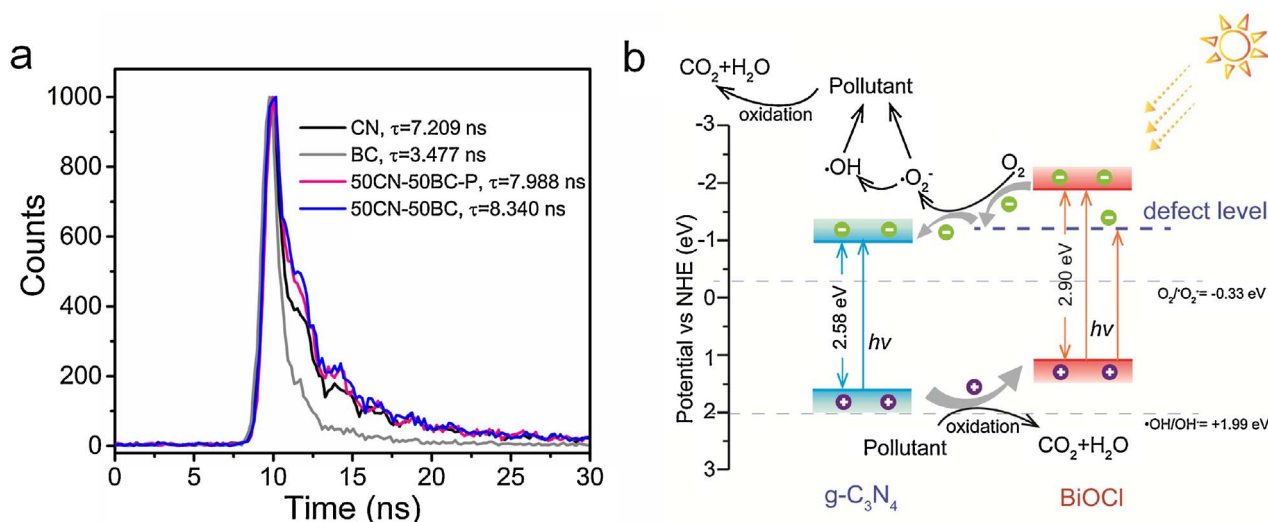 a
1000
800
600
400
200
0
Counts
0 5 10 15 20 25 30
Time (ns)
CN, τ=7.209 ns
BC, τ=3.477 ns
50CN-50BC-P, τ=7.988 ns
50CN-50BC, τ=8.340 ns
b
CO₂+H₂O
oxidation
Pollutant
•OH
•O₂⁻
O₂
-3
-2
-1
0
1
2
3
Potential vs NHE (eV)
defect level
2.58 eV
hv
2.90 eV
hv
O₂/•O₂⁻= -0.33 eV
•OH/OH⁻= +1.99 eV
Pollutant
oxidation
CO₂+H₂O
g-C₃N₄
BiOCl